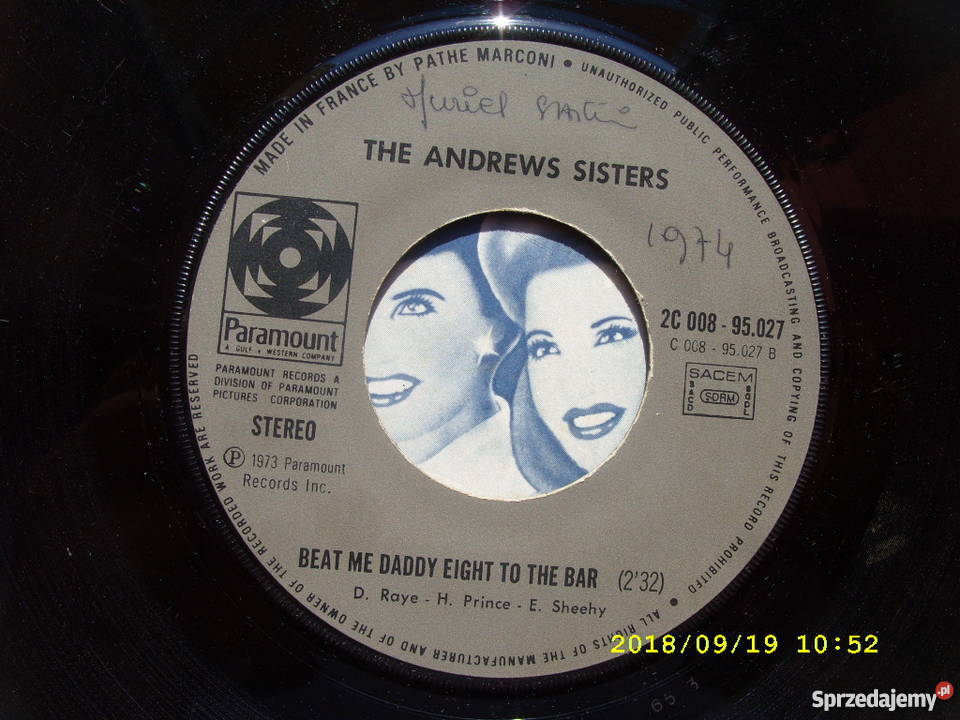 MADE IN FRANCE BY PATHE MARCONI • UNAUTHORIZED PUBLIC PERFORMANCE BROADCASTING AND COPYING OF THIS RECORD PROHIBITED • ALL RIGHTS OF THE MANUFACTURER AND OF THE OWNER OF THE RECORDED WORK ARE RESERVED
Muriel
THE ANDREWS SISTERS
1974
Paramount
A GULF + WESTERN COMPANY
PARAMOUNT RECORDS A
DIVISION OF PARAMOUNT
PICTURES CORPORATION
STEREO
℗ 1973 Paramount
Records Inc.
2C 008 - 95.027
C 008 - 95.027 B
SACEM
SACD
SDRM
SGDL
BEAT ME DADDY EIGHT TO THE BAR (2'32)
D. Raye - H. Prince - E. Sheehy
2018/09/19 10:52
65 3
Sprzedajemy.pl